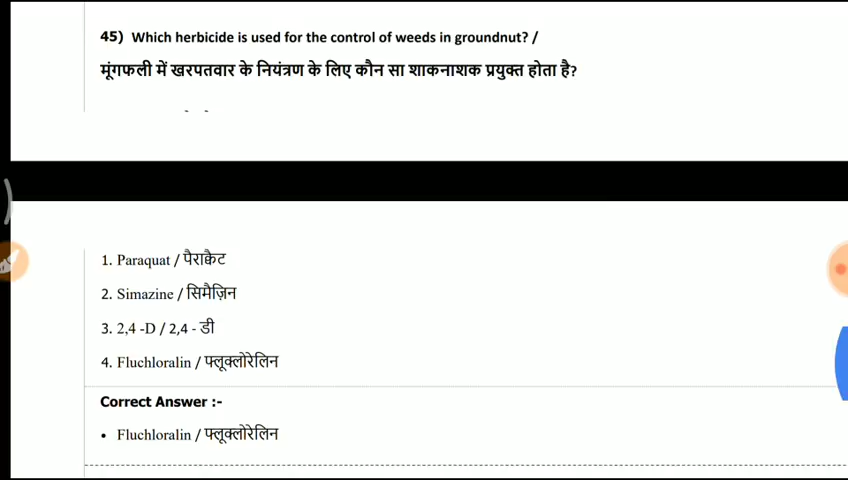 45) Which herbicide is used for the control of weeds in groundnut? /
मूंगफली में खरपतवार के नियंत्रण के लिए कौन सा शाकनाशक प्रयुक्त होता है?
1. Paraquat / पैराक्वैट
2. Simazine / सिमैज़िन
3. 2,4 -D / 2,4 - डी
4. Fluchloralin / फ्लूक्लोरेलिन
Correct Answer :-
• Fluchloralin / फ्लूक्लोरेलिन